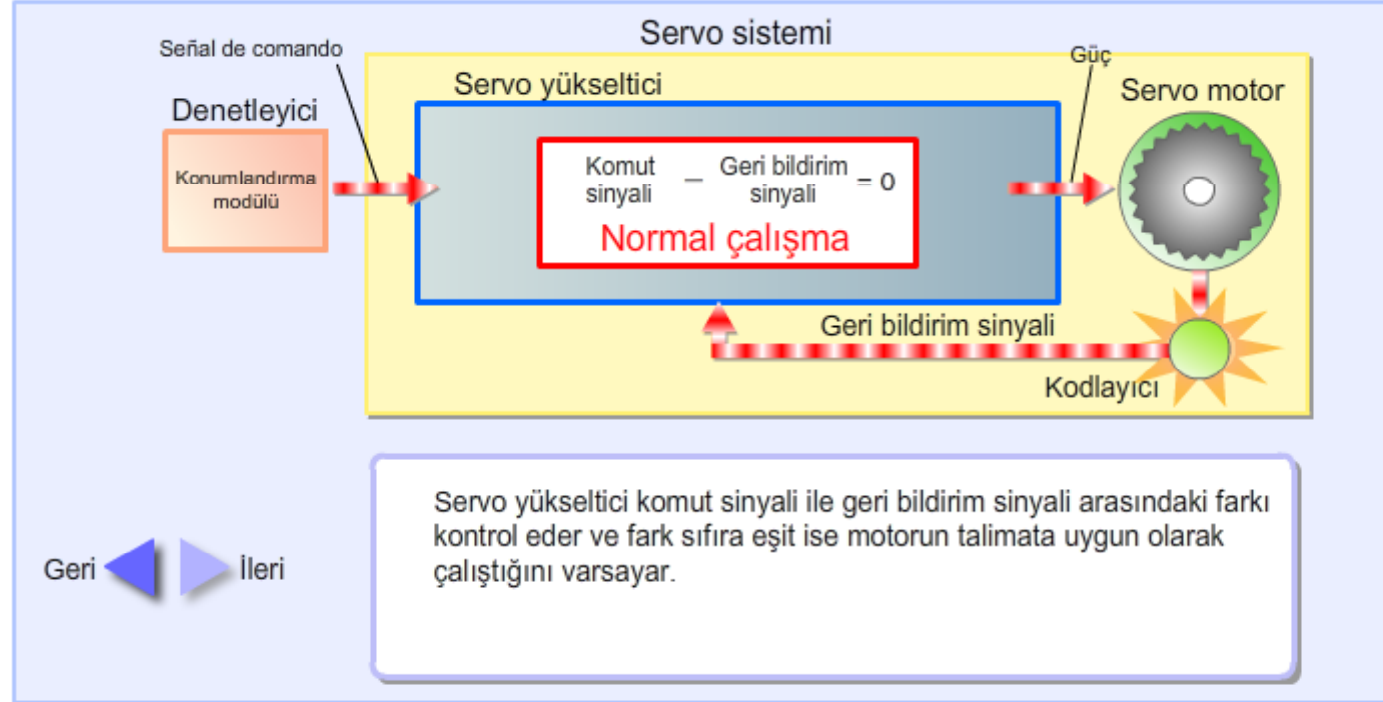 Servo sistemi
Señal de comando
Güç
Servo yükseltici
Servo motor
Denetleyici
Konumlandırma
modülü
Komut
sinyali
– Geri bildirim
sinyali
= 0
Normal çalışma
Geri bildirim sinyali
Kodlayıcı
Servo yükseltici komut sinyali ile geri bildirim sinyali arasındaki farkı
kontrol eder ve fark sıfıra eşit ise motorun talimata uygun olarak
çalıştığını varsayar.
Geri
İleri